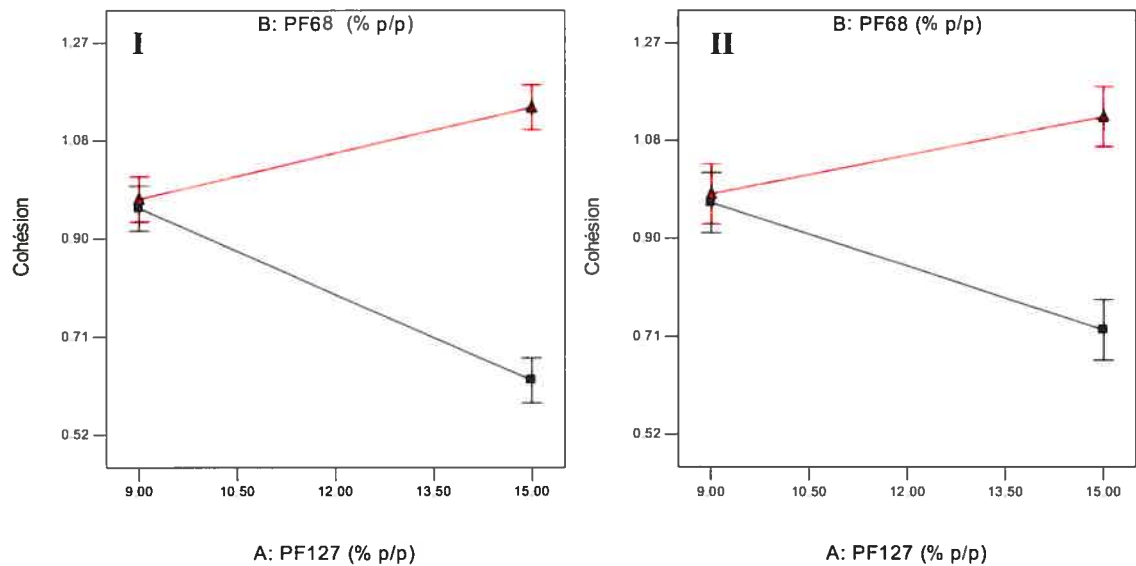 B: PF68 (% p/p)
I
1.27
1.08
0.90
0.71
0.52
Cohésion
9.00 10.50 12.00 13.50 15.00
A: PF127 (% p/p)
B: PF68 (% p/p)
II
1.27
1.08
0.90
0.71
0.52
Cohésion
9.00 10.50 12.00 13.50 15.00
A: PF127 (% p/p)